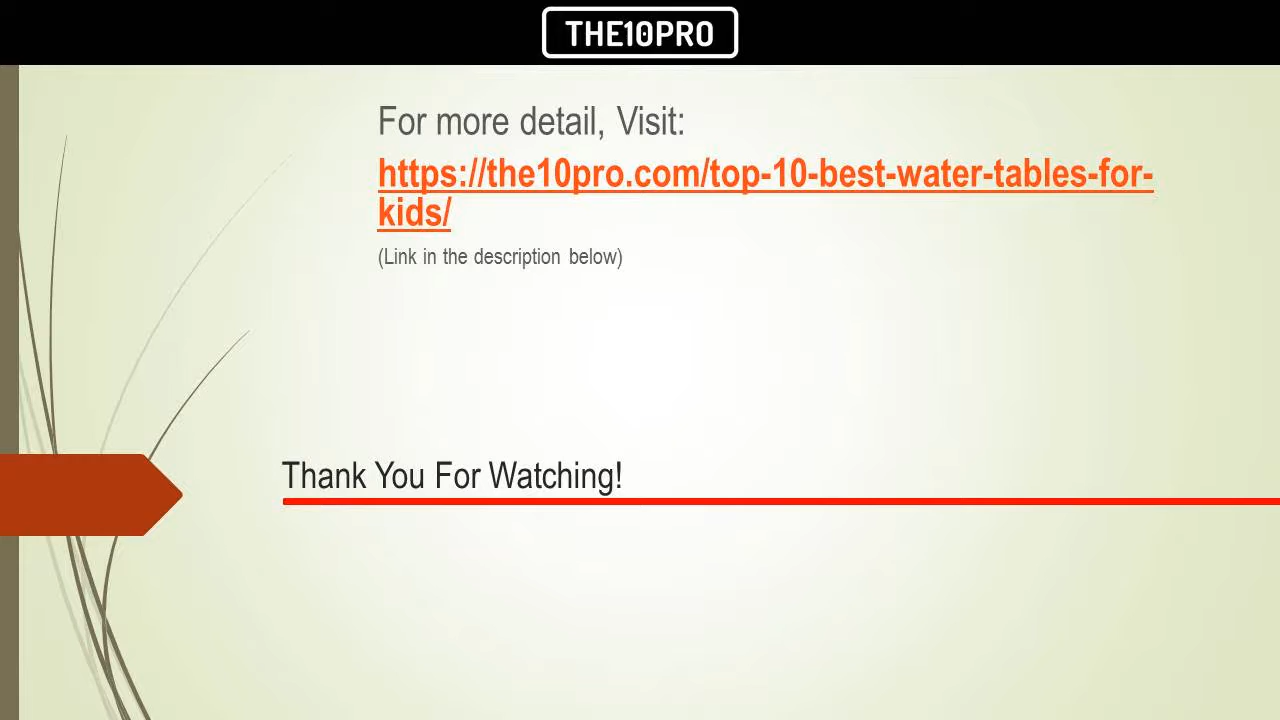 THE10PRO
For more detail, Visit:
https://the10pro.com/top-10-best-water-tables-for-
kids/
(Link in the description below)
Thank You For Watching!